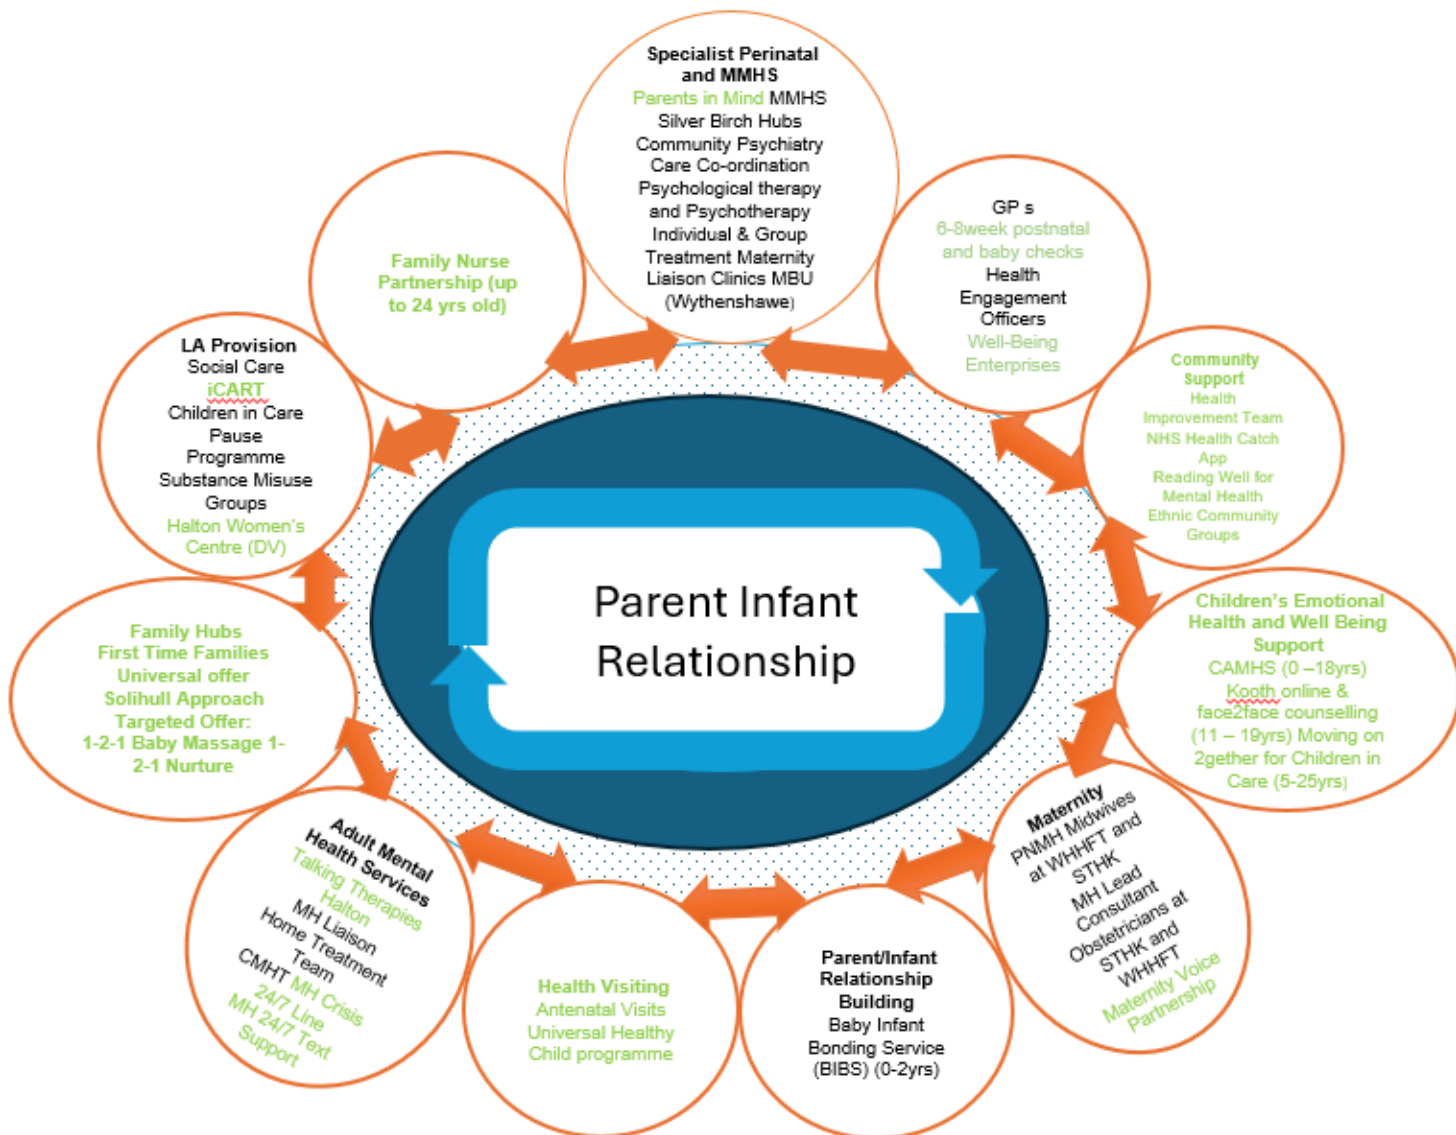 Specialist Perinatal
and MMHS
Parents in Mind MMHS
Silver Birch Hubs
Community Psychiatry
Care Co-ordination
Psychological therapy
and Psychotherapy
Individual & Group
Treatment Maternity
Liaison Clinics MBU
(Wythenshawe)
GP s
6-8week postnatal
and baby checks
Health
Engagement
Officers
Well-Being
Enterprises
Community
Support
Health
Improvement Team
NHS Health Catch
App
Reading Well for
Mental Health
Ethnic Community
Groups
Children's Emotional
Health and Well Being
Support
CAMHS (0 –18yrs)
Kooth online &
face2face counselling
(11 – 19yrs) Moving on
2gether for Children in
Care (5-25yrs)
Maternity
PNMH Midwives
at WHHFT and
STHK
MH Lead
Consultant
Obstetricians at
STHK and
WHHFT
Maternity Voice
Partnership
Parent/Infant
Relationship
Building
Baby Infant
Bonding Service
(BIBS) (0-2yrs)
Health Visiting
Antenatal Visits
Universal Healthy
Child programme
Adult Mental
Health Services
Talking Therapies
Halton
MH Liaison
Home Treatment
Team
CMHT MH Crisis
24/7 Line
MH 24/7 Text
Support
Family Hubs
First Time Families
Universal offer
Solihull Approach
Targeted Offer:
1-2-1 Baby Massage 1-
2-1 Nurture
LA Provision
Social Care
iCART
Children in Care
Pause
Programme
Substance Misuse
Groups
Halton Women's
Centre (DV)
Family Nurse
Partnership (up
to 24 yrs old)
Parent Infant
Relationship